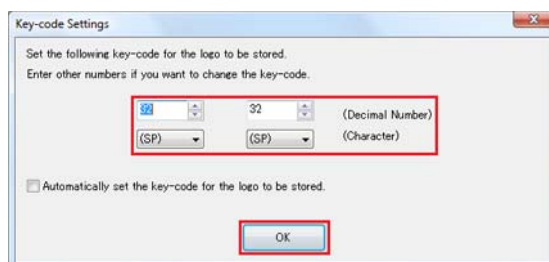 Key-code Settings
Set the following key-code for the logo to be stored.
Enter other numbers if you want to change the key-code.
32 32 (Decimal Number)
(SP) (SP) (Character)
Automatically set the key-code for the logo to be stored.
OK